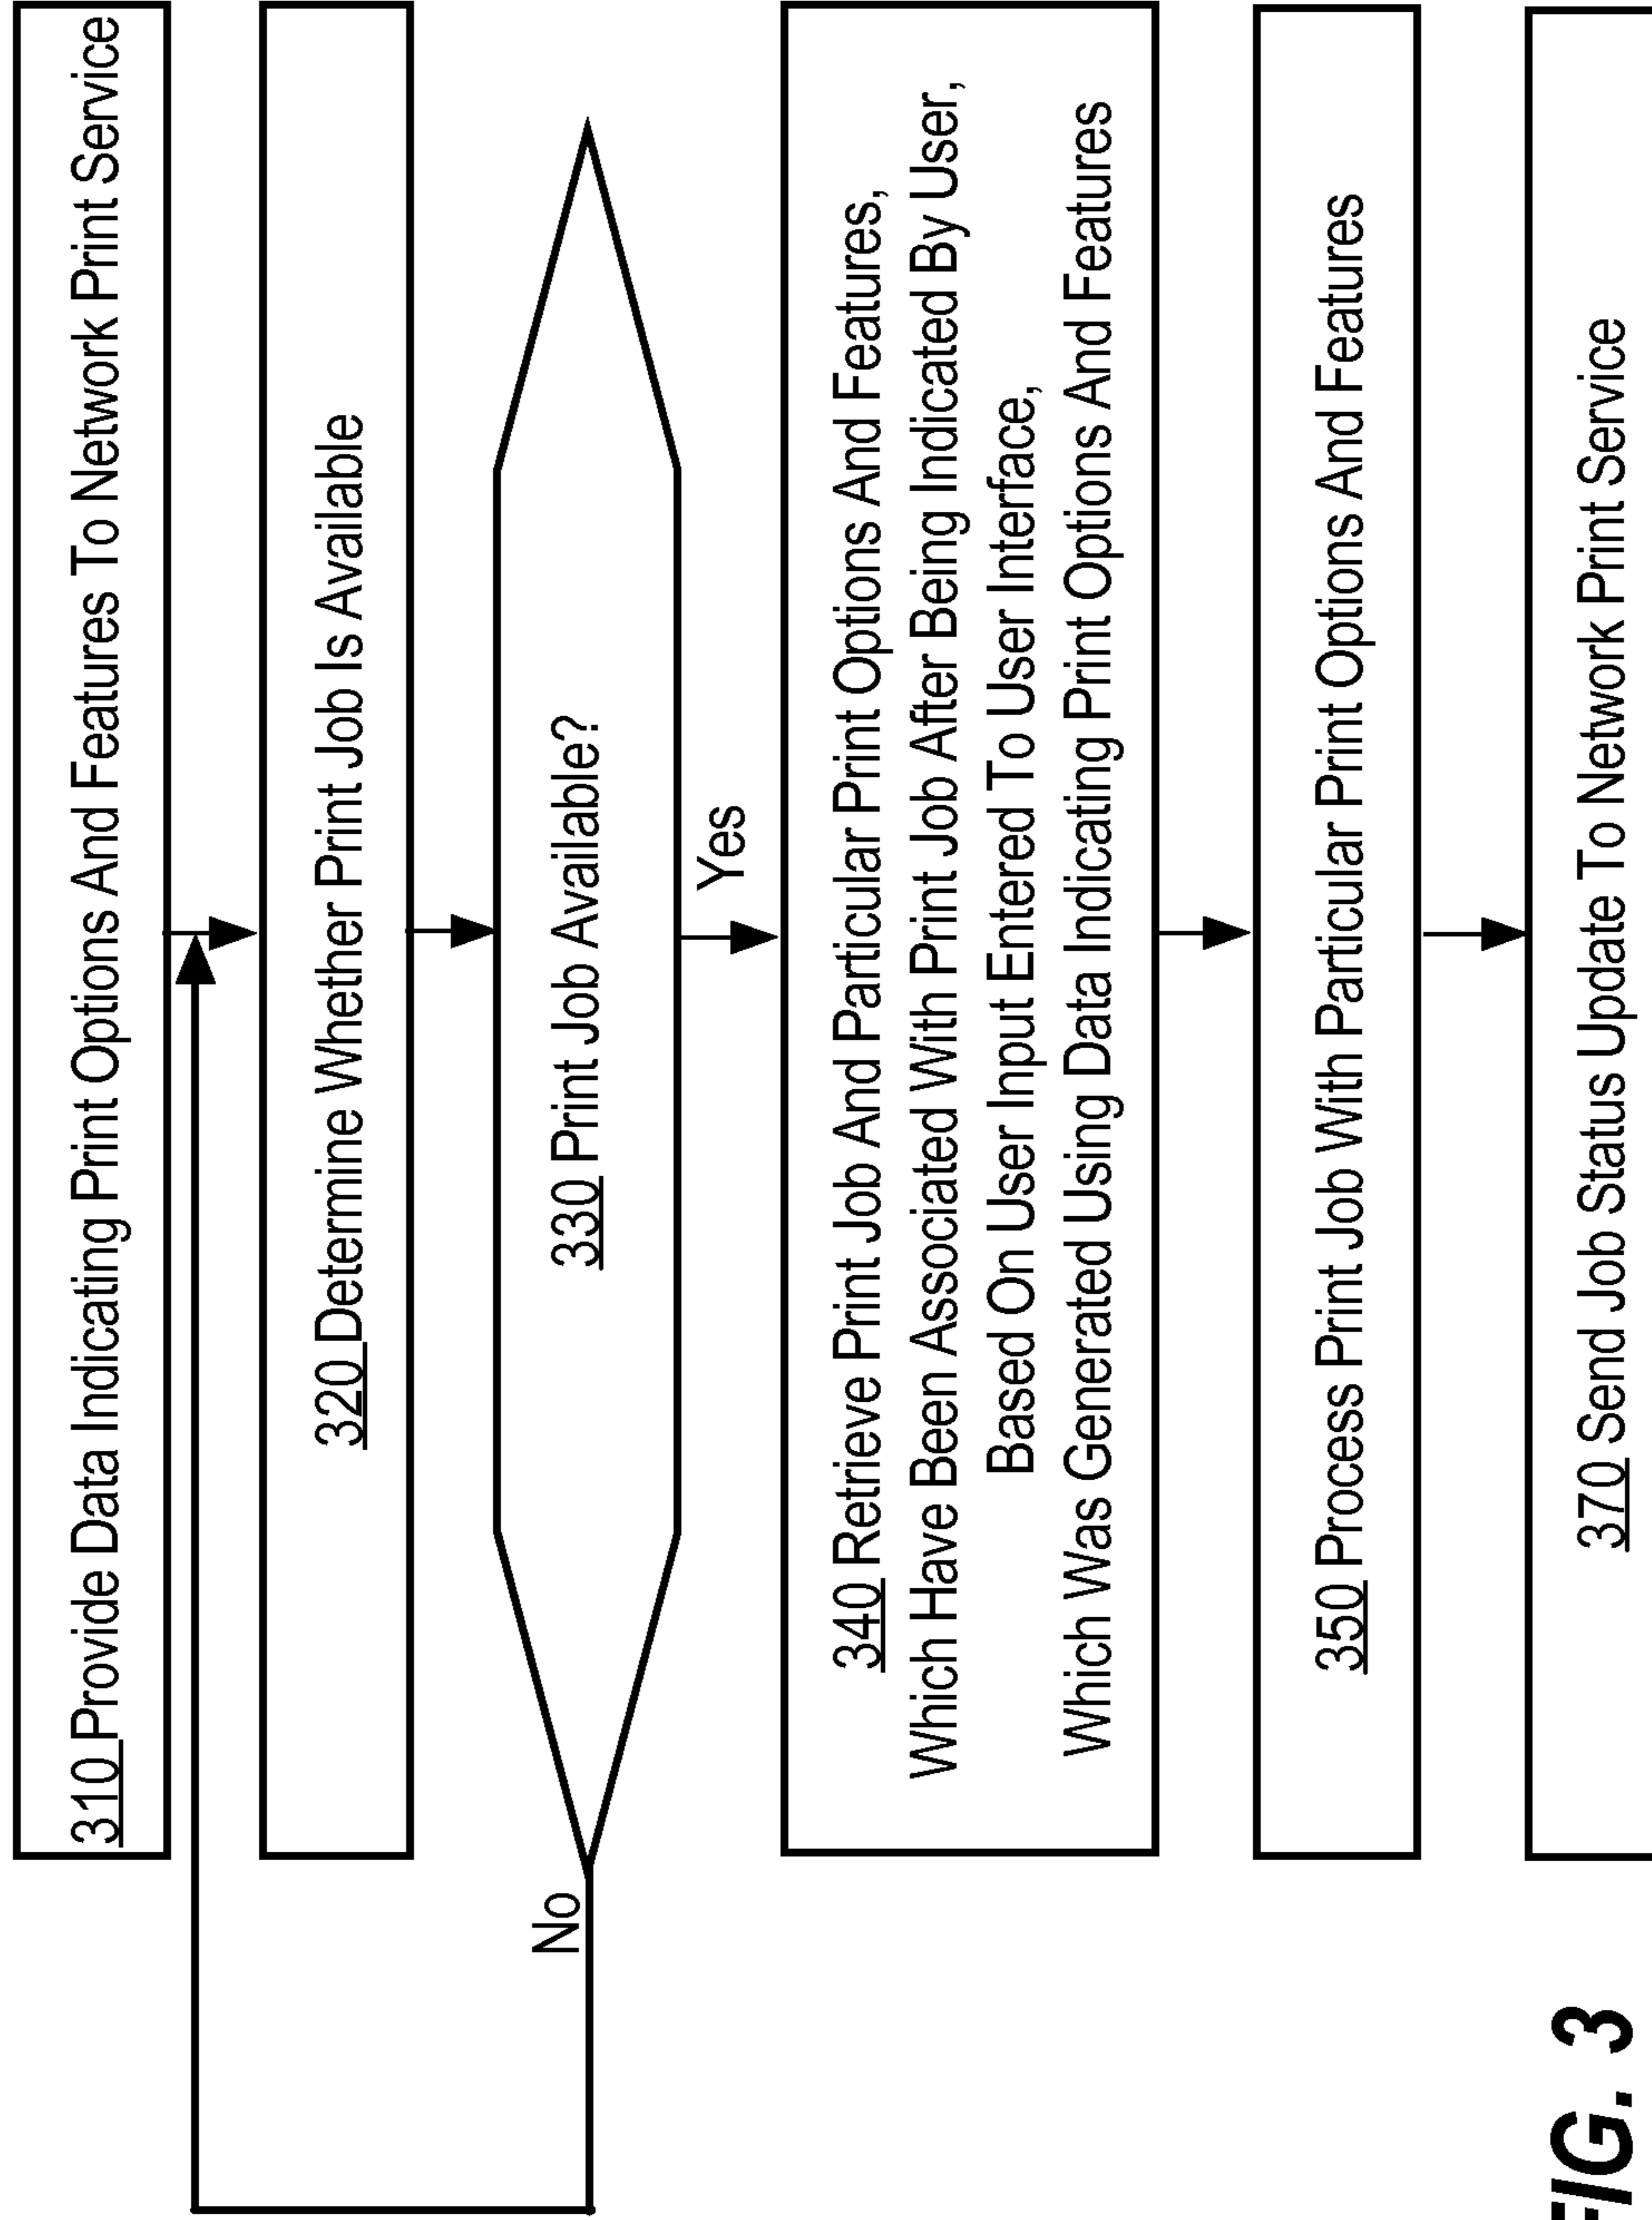 310 Provide Data Indicating Print Options And Features To Network Print Service
320 Determine Whether Print Job Is Available
330 Print Job Available?
No
Yes
340 Retrieve Print Job And Particular Print Options And Features,
Which Have Been Associated With Print Job After Being Indicated By User,
Based On User Input Entered To User Interface,
Which Was Generated Using Data Indicating Print Options And Features
350 Process Print Job With Particular Print Options And Features
370 Send Job Status Update To Network Print Service
FIG. 3